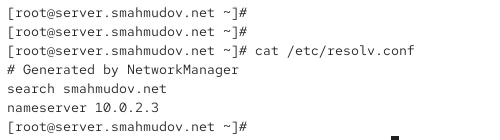 [root@server.smahmudov.net ~]#
[root@server.smahmudov.net ~]#
[root@server.smahmudov.net ~]# cat /etc/resolv.conf
# Generated by NetworkManager
search smahmudov.net
nameserver 10.0.2.3
[root@server.smahmudov.net ~]#